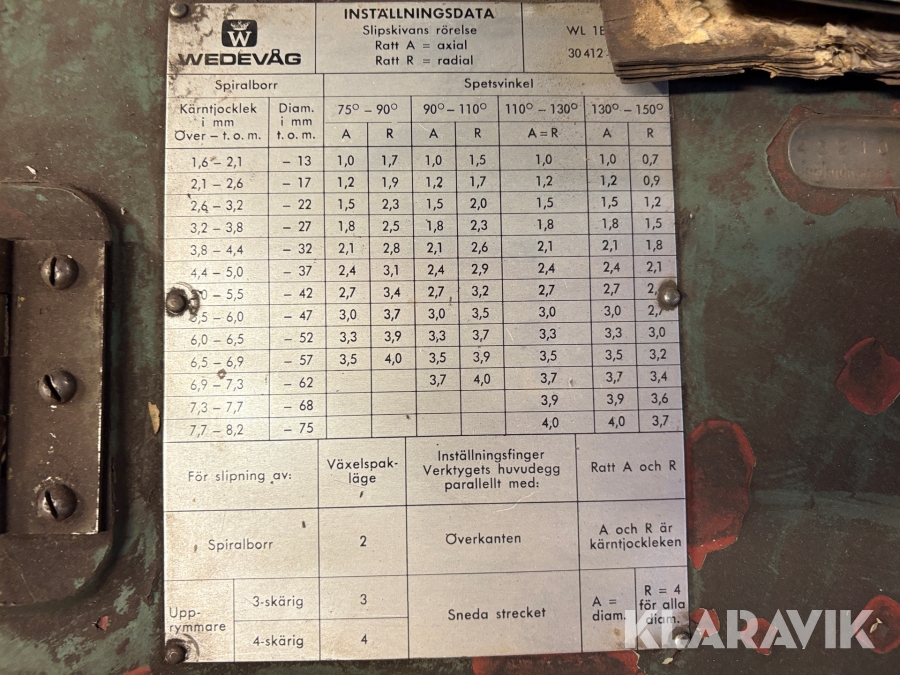 WEDEVÅG
INSTÄLLNINGSDATA
Slipskivans rörelse
Ratt A = axial
Ratt R = radial
WL 1
30412
Spiralborr Spetsvinkel
Kärntjocklek i mm Över – t. o. m. Diam. i mm t. o. m. 75° – 90° 90° – 110° 110° – 130° 130° – 150°
A R A R A=R A R
1,6 – 2,1 – 13 1,0 1,7 1,0 1,5 1,0 1,0 0,7
2,1 – 2,6 – 17 1,2 1,9 1,2 1,7 1,2 1,2 0,9
2,6 – 3,2 – 22 1,5 2,3 1,5 2,0 1,5 1,5 1,2
3,2 – 3,8 – 27 1,8 2,5 1,8 2,3 1,8 1,8 1,5
3,8 – 4,4 – 32 2,1 2,8 2,1 2,6 2,1 2,1 1,8
4,4 – 5,0 – 37 2,4 3,1 2,4 2,9 2,4 2,4 2,1
– 5,5 – 42 2,7 3,4 2,7 3,2 2,7 2,7
– 6,0 – 47 3,0 3,7 3,0 3,5 3,0 3,0
6,0 – 6,5 – 52 3,3 3,9 3,3 3,7 3,3 3,3 3,0
6,5 – 6,9 – 57 3,5 4,0 3,5 3,9 3,5 3,5 3,2
6,9 – 7,3 – 62 3,7 4,0 3,7 3,7 3,4
7,3 – 7,7 – 68 3,9 3,9 3,6
7,7 – 8,2 – 75 4,0 4,0 3,7
För slipning av: Växelspak-
läge
Inställningsfinger
Verktygets huvudegg
parallellt med:
Ratt A och R
Spiralborr 2 Överkanten A och R är
kärntjockleken
Upp-
rymmare
3-skärig 3
4-skärig 4
Sneda strecket
A =
diam.
R = 4
för alla
diam.
KLARAVIK